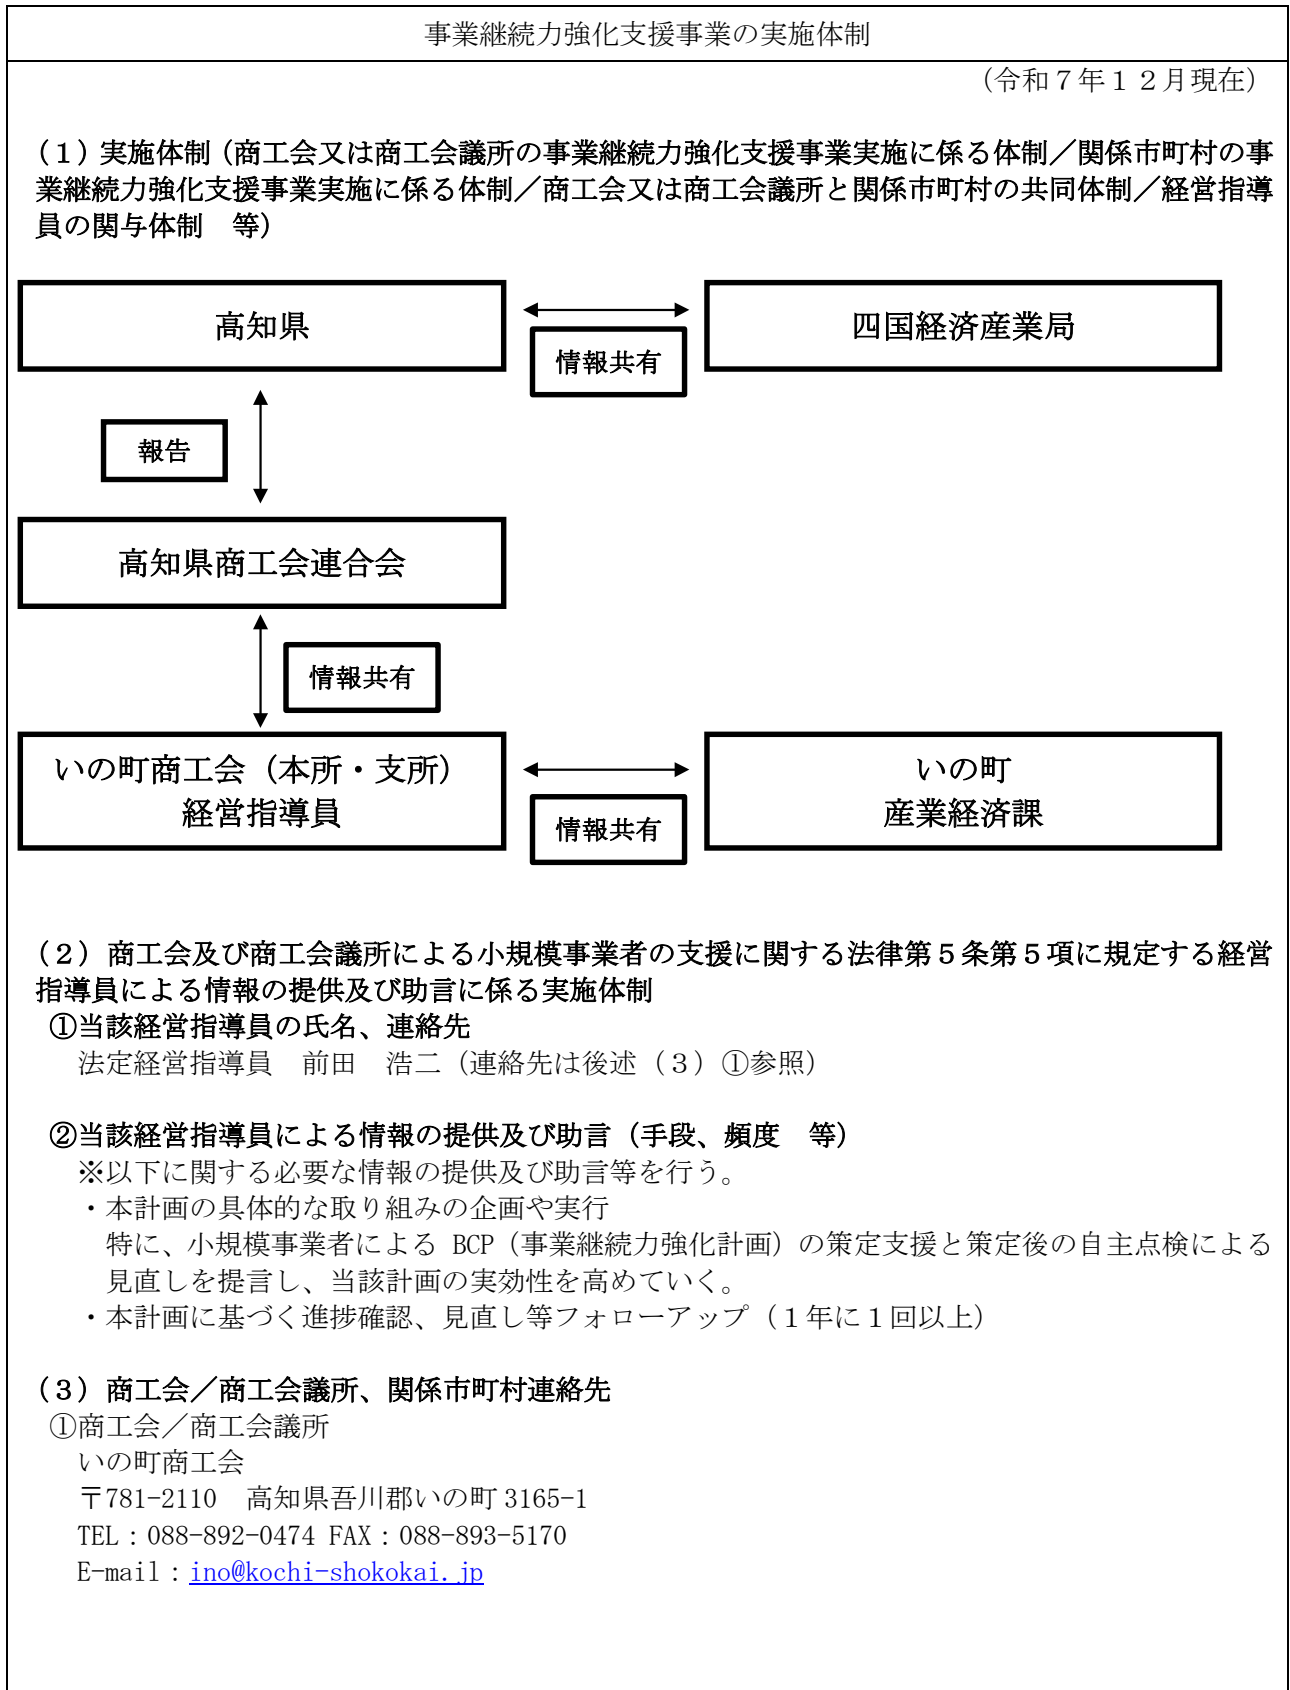 事業継続力強化支援事業の実施体制
（令和７年１２月現在）
（１）実施体制（商工会又は商工会議所の事業継続力強化支援事業実施に係る体制／関係市町村の事
業継続力強化支援事業実施に係る体制／商工会又は商工会議所と関係市町村の共同体制／経営指導
員の関与体制　等）
高知県
四国経済産業局
情報共有
報告
高知県商工会連合会
情報共有
いの町商工会（本所・支所）
経営指導員
いの町
産業経済課
情報共有
（２）商工会及び商工会議所による小規模事業者の支援に関する法律第５条第５項に規定する経営
指導員による情報の提供及び助言に係る実施体制
①当該経営指導員の氏名、連絡先
法定経営指導員　前田　浩二（連絡先は後述（３）①参照）
②当該経営指導員による情報の提供及び助言（手段、頻度　等）
※以下に関する必要な情報の提供及び助言等を行う。
・本計画の具体的な取り組みの企画や実行
特に、小規模事業者による BCP（事業継続力強化計画）の策定支援と策定後の自主点検による
見直しを提言し、当該計画の実効性を高めていく。
・本計画に基づく進捗確認、見直し等フォローアップ（１年に１回以上）
（３）商工会／商工会議所、関係市町村連絡先
①商工会／商工会議所
いの町商工会
〒781-2110　高知県吾川郡いの町 3165-1
TEL：088-892-0474 FAX：088-893-5170
E-mail：ino@kochi-shokokai.jp